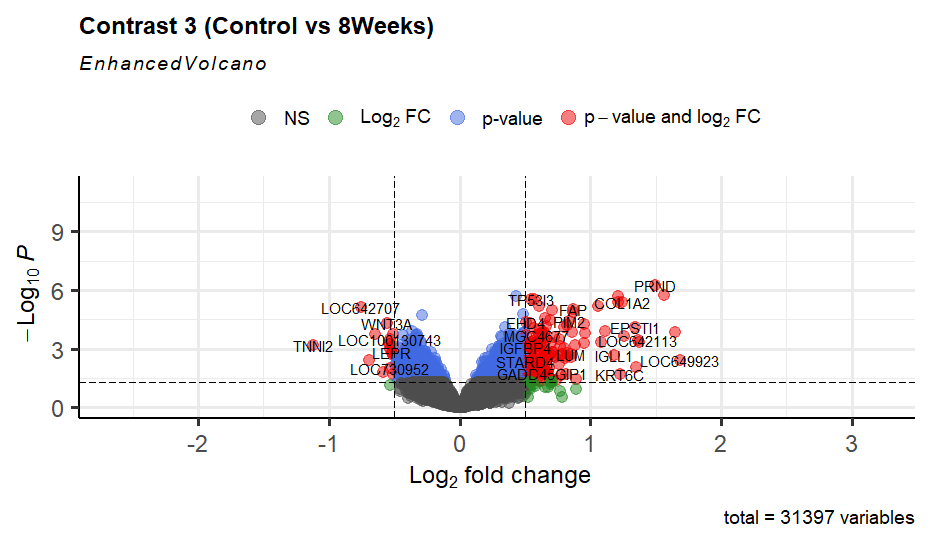 Contrast 3 (Control vs 8Weeks)
EnhancedVolcano
NS Log2 FC p-value p − value and log2 FC
−Log10 P
9
6
3
0
PRND
TP53I3
COL1A2
LOC642707
FAP
WNT3A
EHD4
PIM2
EPSTI1
LOC100130743
LOC642113
TNNI2
LEPR
IGFBP4
LUM
IGLL1
LOC649923
STARD4
LOC730952
GADD45GIP1
KRT6C
-2 -1 0 1 2 3
Log2 fold change
total = 31397 variables